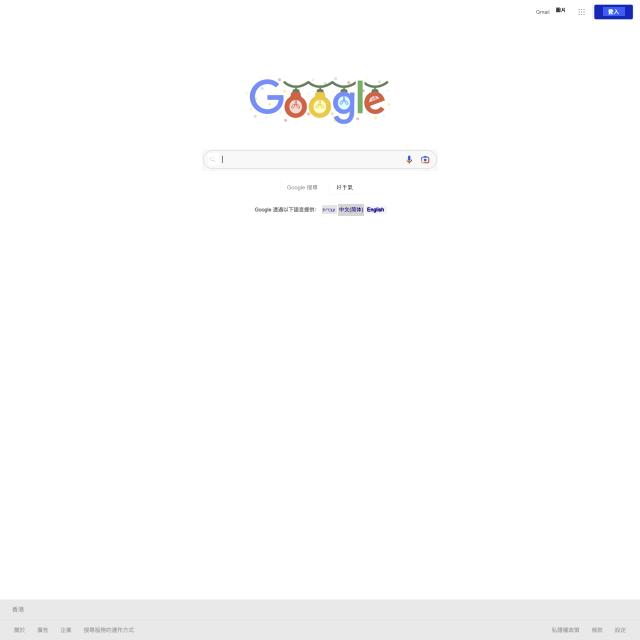 Gmail 圖片 登入
Google
Google 搜尋 好手氣
Google 透過以下語言提供： עברית 中文(简体) English
香港
關於 廣告 企業 搜尋服務的運作方式 私隱權政策 條款 設定